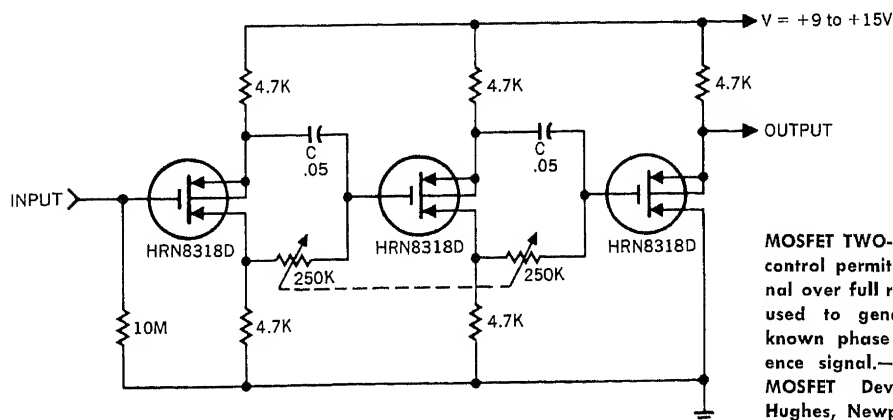 V = +9 to +15V
4.7K
4.7K
4.7K
C
.05
C
.05
OUTPUT
INPUT
HRN8318D
HRN8318D
HRN8318D
250K
250K
10M
4.7K
4.7K
MOSFET TWO-
control permit
nal over full r
used to gene
known phase
ence signal.—
MOSFET Dev
Hughes, Newp